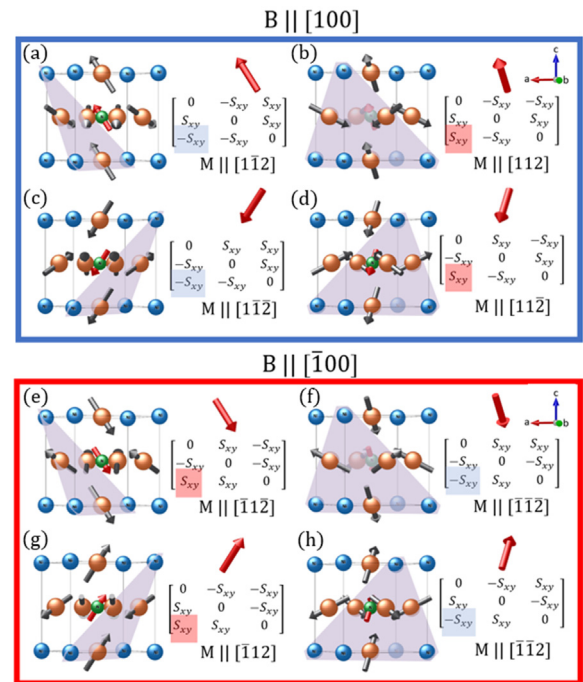 B || [100]
(a)
[0 −Sxy Sxy]
[Sxy 0 Sxy]
[−Sxy −Sxy 0]
M || [11̅2]
(b)
c
a b
[0 −Sxy −Sxy]
[Sxy 0 Sxy]
[Sxy −Sxy 0]
M || [112]
(c)
[0 Sxy Sxy]
[−Sxy 0 Sxy]
[−Sxy −Sxy 0]
M || [11̅2̅]
(d)
[0 Sxy −Sxy]
[−Sxy 0 Sxy]
[Sxy −Sxy 0]
M || [112̅]
B || [1̅00]
(e)
[0 Sxy −Sxy]
[−Sxy 0 −Sxy]
[Sxy Sxy 0]
M || [1̅12̅]
(f)
c
a b
[0 Sxy Sxy]
[−Sxy 0 −Sxy]
[−Sxy Sxy 0]
M || [1̅1̅2̅]
(g)
[0 −Sxy −Sxy]
[Sxy 0 −Sxy]
[Sxy Sxy 0]
M || [1̅12]
(h)
[0 −Sxy Sxy]
[Sxy 0 −Sxy]
[−Sxy Sxy 0]
M || [1̅1̅2]